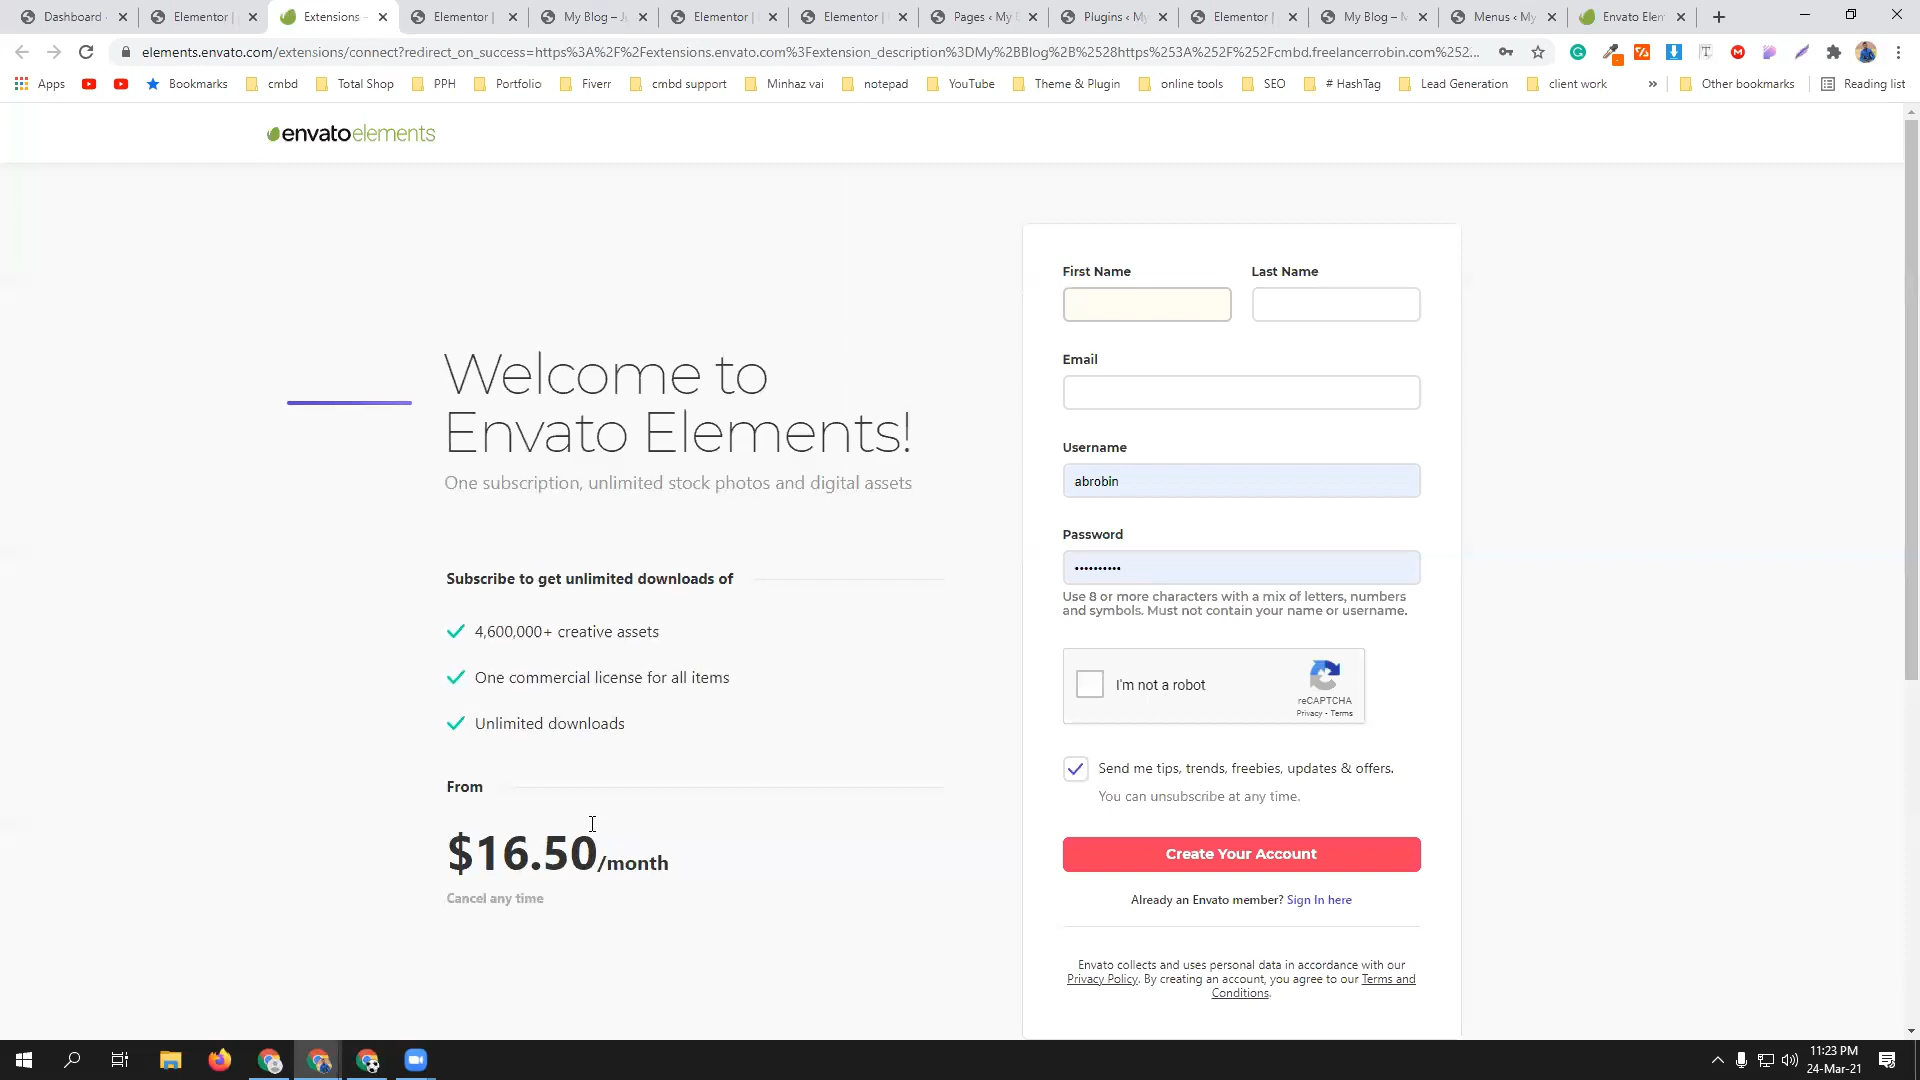 Dashboard
Elementor |
Extensions -
Elementor |
My Blog – J
Elementor |
Elementor |
Pages ‹ My E
Plugins ‹ My
Elementor |
My Blog –
Menus ‹ My
Envato Elem
elements.envato.com/extensions/connect?redirect_on_success=https%3A%2F%2Fextensions.envato.com%3Fextension_description%3DMy%2BBlog%2B%2528https%253A%252F%252Fcmbd.freelancerrobin.com%252...
Apps
Bookmarks
cmbd
Total Shop
PPH
Portfolio
Fiverr
cmbd support
Minhaz vai
notepad
YouTube
Theme & Plugin
online tools
SEO
# HashTag
Lead Generation
client work
»
Other bookmarks
Reading list
envatoelements
Welcome to
Envato Elements!
One subscription, unlimited stock photos and digital assets
Subscribe to get unlimited downloads of
4,600,000+ creative assets
One commercial license for all items
Unlimited downloads
From
$16.50/month
Cancel any time
First Name
Last Name
Email
Username
abrobin
Password
••••••••••
Use 8 or more characters with a mix of letters, numbers
and symbols. Must not contain your name or username.
I'm not a robot
reCAPTCHA
Privacy - Terms
Send me tips, trends, freebies, updates & offers.
You can unsubscribe at any time.
Create Your Account
Already an Envato member? Sign In here
Envato collects and uses personal data in accordance with our
Privacy Policy. By creating an account, you agree to our Terms and
Conditions.
11:23 PM
24-Mar-21